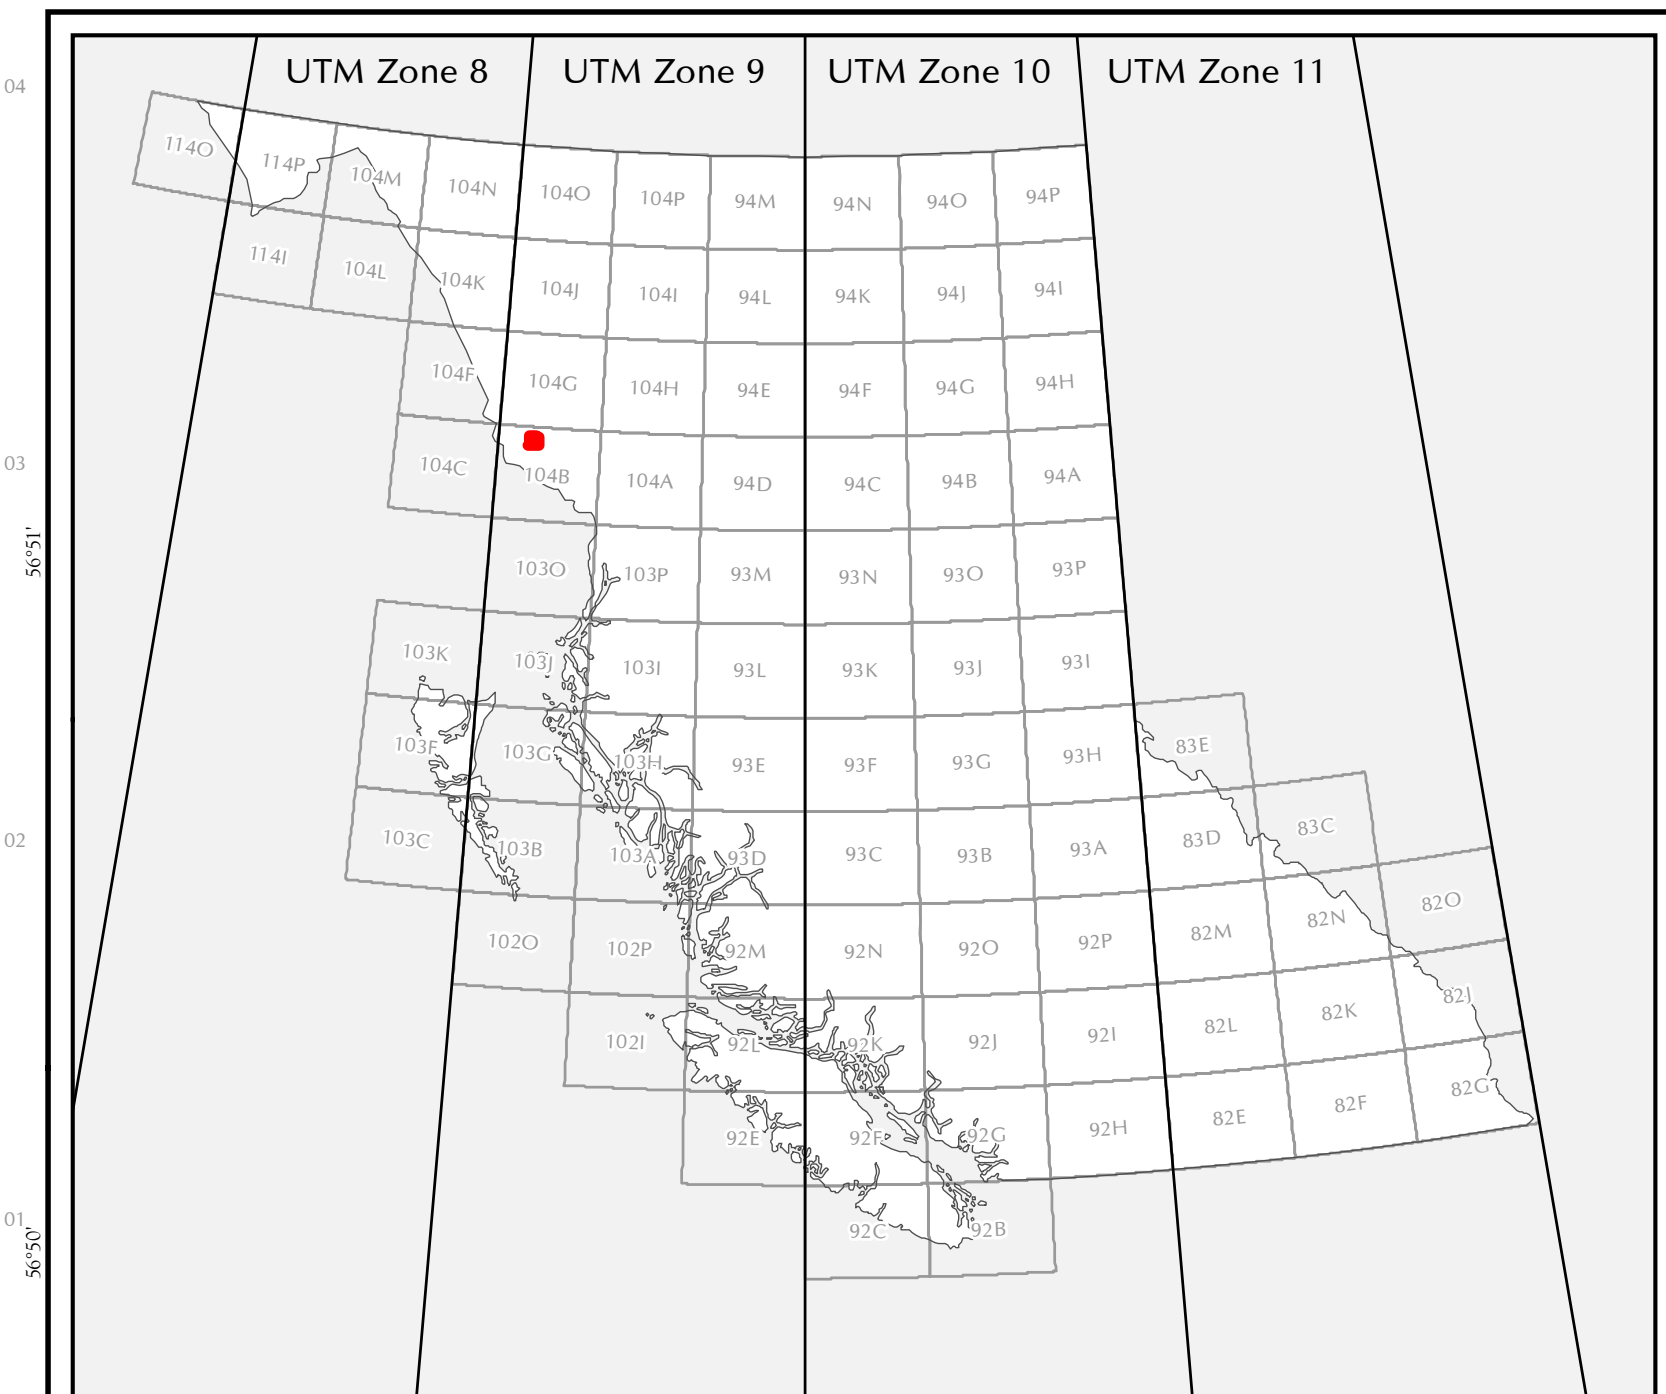 UTM Zone 8 UTM Zone 9 UTM Zone 10 UTM Zone 11
04
114O 114P 104M 104N 104O 104P 94M 94N 94O 94P
114I 104L 104K 104J 104I 94L 94K 94J 94I
104F 104G 104H 94E 94F 94G 94H
03
104C 104B 104A 94D 94C 94B 94A
56°51'
103O 103P 93M 93N 93O 93P
103K 103J 103I 93L 93K 93J 93I
103F 103G 103H 93E 93F 93G 93H 83E
02
103C 103B 103A 93D 93C 93B 93A 83D 83C
102O 102P 92M 92N 92O 92P 82M 82N 82O
102I 92L 92K 92J 92I 82L 82K 82J
92E 92F 92G 92H 82E 82F 82G
01
56°50'
92C 92B